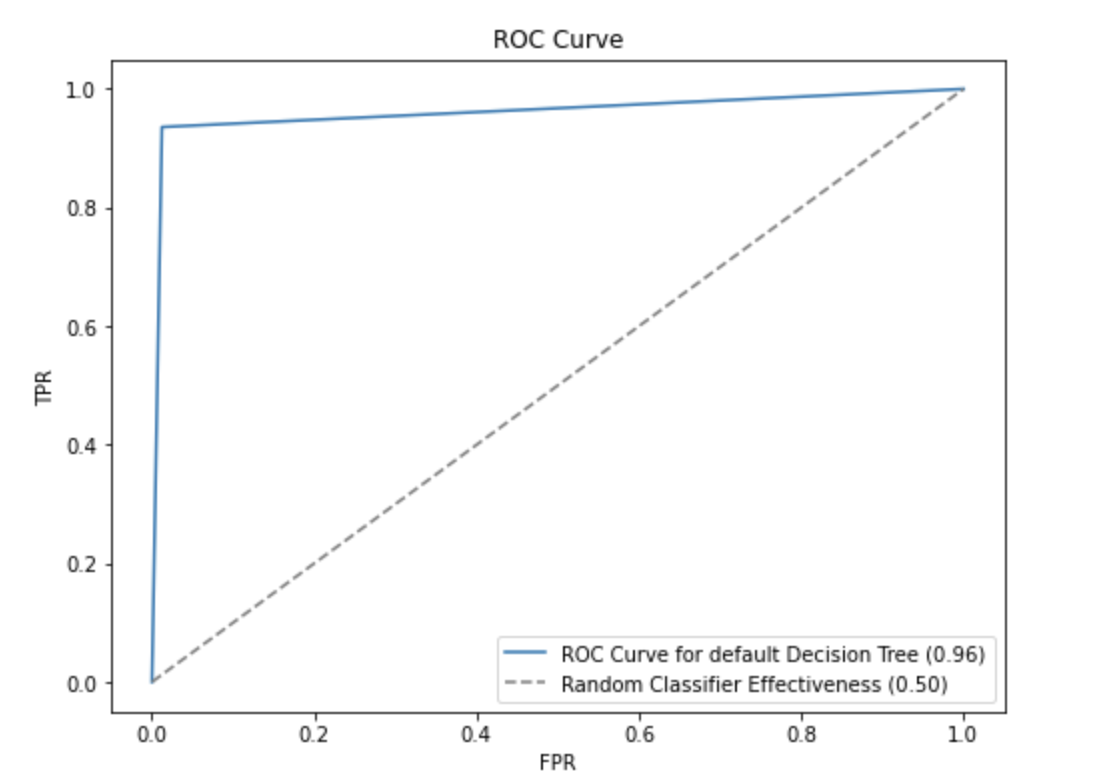 ROC Curve
1.0
0.8
0.6
0.4
0.2
0.0
TPR
ROC Curve for default Decision Tree (0.96)
Random Classifier Effectiveness (0.50)
0.0 0.2 0.4 0.6 0.8 1.0
FPR